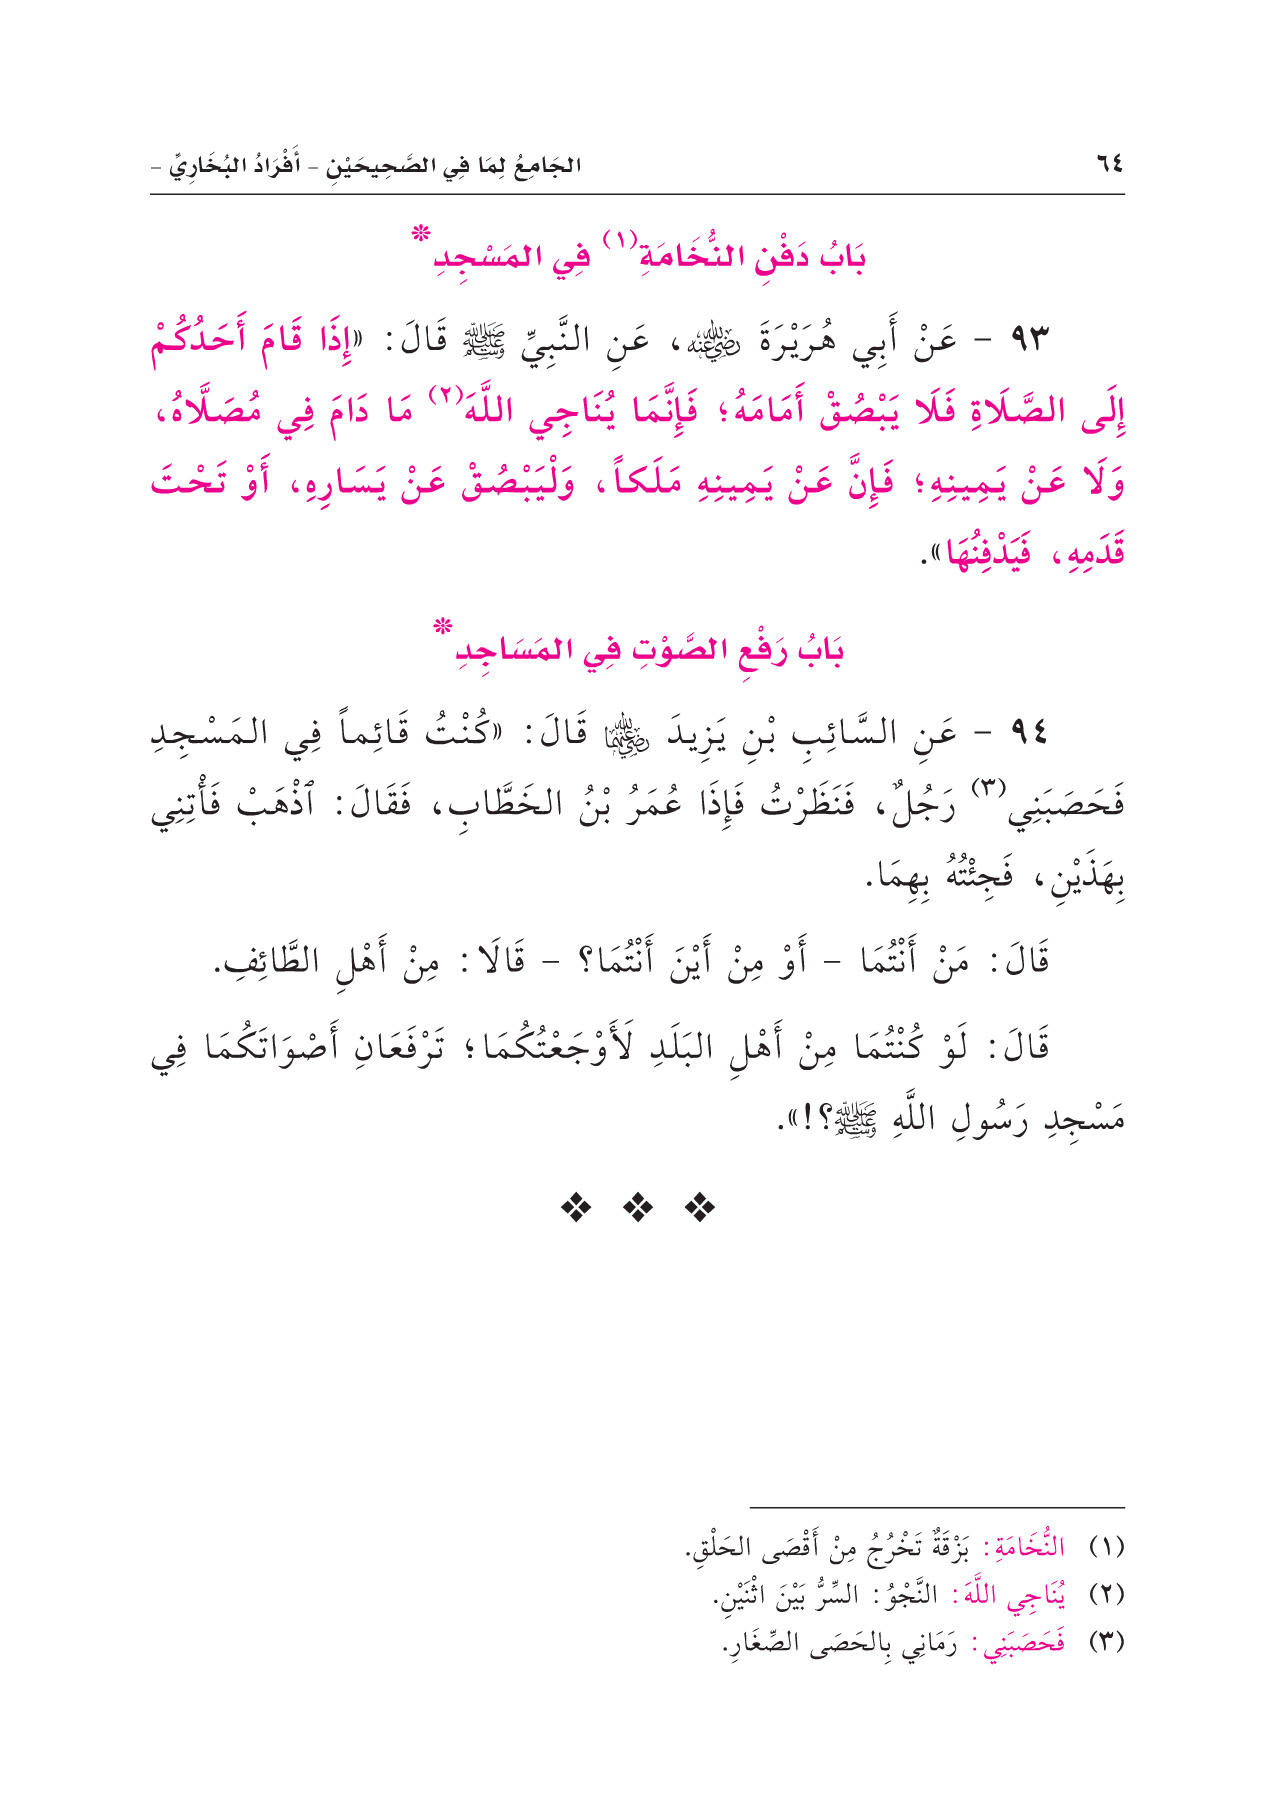 ٦٤ الجَامِعُ لِمَا فِي الصَّحِيحَيْنِ - أَفْرَادُ البُخَارِيِّ -
بَابُ دَفْنِ النُّخَامَةِ(١) فِي المَسْجِدِ*
٩٣ - عَنْ أَبِي هُرَيْرَةَ رضي الله عنه، عَنِ النَّبِيِّ ﷺ قَالَ: «إِذَا قَامَ أَحَدُكُمْ
إِلَى الصَّلَاةِ فَلَا يَبْصُقْ أَمَامَهُ؛ فَإِنَّمَا يُنَاجِي اللَّهَ(٢) مَا دَامَ فِي مُصَلَّاهُ،
وَلَا عَنْ يَمِينِهِ؛ فَإِنَّ عَنْ يَمِينِهِ مَلَكاً، وَلْيَبْصُقْ عَنْ يَسَارِهِ، أَوْ تَحْتَ
قَدَمِهِ، فَيَدْفِنُهَا».
بَابُ رَفْعِ الصَّوْتِ فِي المَسَاجِدِ*
٩٤ - عَنِ السَّائِبِ بْنِ يَزِيدَ رضي الله عنهما قَالَ: «كُنْتُ قَائِماً فِي المَسْجِدِ
فَحَصَبَنِي(٣) رَجُلٌ، فَنَظَرْتُ فَإِذَا عُمَرُ بْنُ الخَطَّابِ، فَقَالَ: ٱذْهَبْ فَأْتِنِي
بِهَذَيْنِ، فَجِئْتُهُ بِهِمَا.
قَالَ: مَنْ أَنْتُمَا - أَوْ مِنْ أَيْنَ أَنْتُمَا؟ - قَالَا: مِنْ أَهْلِ الطَّائِفِ.
قَالَ: لَوْ كُنْتُمَا مِنْ أَهْلِ البَلَدِ لَأَوْجَعْتُكُمَا؛ تَرْفَعَانِ أَصْوَاتَكُمَا فِي
مَسْجِدِ رَسُولِ اللَّهِ ﷺ؟!».
(١) النُّخَامَةِ: بَزْقَةٌ تَخْرُجُ مِنْ أَقْصَى الحَلْقِ.
(٢) يُنَاجِي اللَّهَ: النَّجْوُ: السِّرُّ بَيْنَ اثْنَيْنِ.
(٣) فَحَصَبَنِي: رَمَانِي بِالحَصَى الصِّغَارِ.